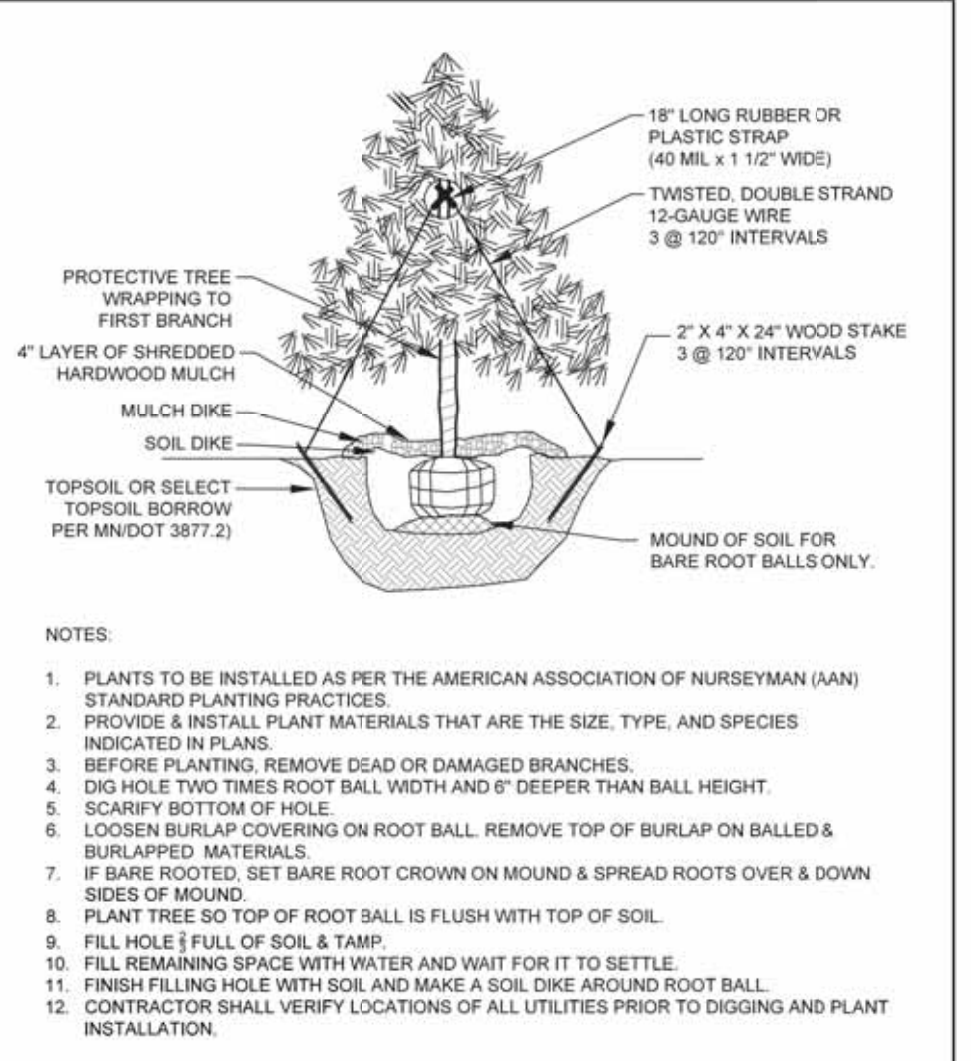 18" LONG RUBBER OR
PLASTIC STRAP
(40 MIL x 1 1/2" WIDE)
TWISTED, DOUBLE STRAND
12-GAUGE WIRE
3 @ 120° INTERVALS
PROTECTIVE TREE
WRAPPING TO
FIRST BRANCH
2" X 4" X 24" WOOD STAKE
3 @ 120° INTERVALS
4" LAYER OF SHREDDED
HARDWOOD MULCH
MULCH DIKE
SOIL DIKE
TOPSOIL OR SELECT
TOPSOIL BORROW
PER MN/DOT 3877.2)
MOUND OF SOIL FOR
BARE ROOT BALLS ONLY.
NOTES:
1. PLANTS TO BE INSTALLED AS PER THE AMERICAN ASSOCIATION OF NURSEYMAN (AAN)
STANDARD PLANTING PRACTICES.
2. PROVIDE & INSTALL PLANT MATERIALS THAT ARE THE SIZE, TYPE, AND SPECIES
INDICATED IN PLANS.
3. BEFORE PLANTING, REMOVE DEAD OR DAMAGED BRANCHES.
4. DIG HOLE TWO TIMES ROOT BALL WIDTH AND 6" DEEPER THAN BALL HEIGHT.
5. SCARIFY BOTTOM OF HOLE.
6. LOOSEN BURLAP COVERING ON ROOT BALL. REMOVE TOP OF BURLAP ON BALLED &
BURLAPPED MATERIALS.
7. IF BARE ROOTED, SET BARE ROOT CROWN ON MOUND & SPREAD ROOTS OVER & DOWN
SIDES OF MOUND.
8. PLANT TREE SO TOP OF ROOT BALL IS FLUSH WITH TOP OF SOIL.
9. FILL HOLE ⅔ FULL OF SOIL & TAMP.
10. FILL REMAINING SPACE WITH WATER AND WAIT FOR IT TO SETTLE.
11. FINISH FILLING HOLE WITH SOIL AND MAKE A SOIL DIKE AROUND ROOT BALL.
12. CONTRACTOR SHALL VERIFY LOCATIONS OF ALL UTILITIES PRIOR TO DIGGING AND PLANT
INSTALLATION.